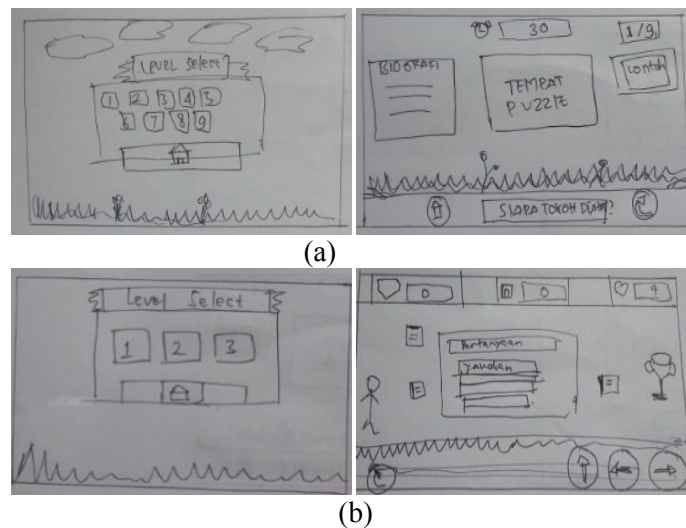 Level Select
1 2 3 4 5
6 7 8 9
30
1/9
BIOGRAFI
TEMPAT
PUZZLE
Contoh
SIAPA TOKOH DISINI?
(a)
Level Select
1 2 3
0
0
4
Pertanyaan
Jawaban
(b)